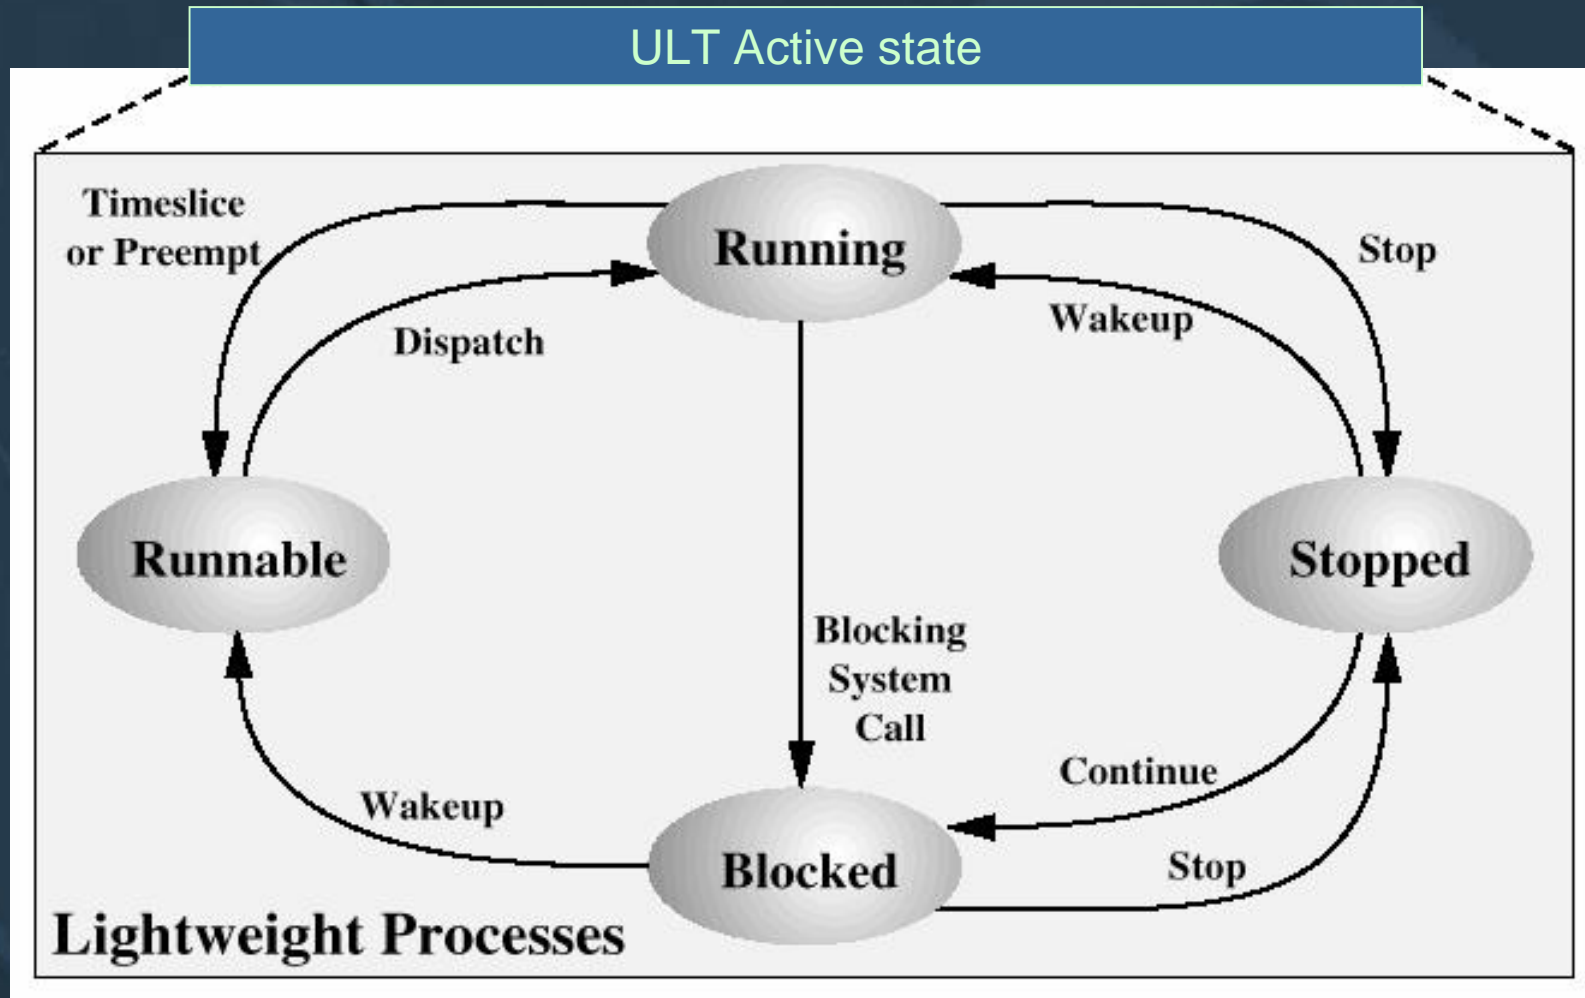 ULT Active state
Timeslice
or Preempt
Running
Stop
Wakeup
Dispatch
Runnable
Stopped
Blocking
System
Call
Continue
Wakeup
Blocked
Stop
Lightweight Processes